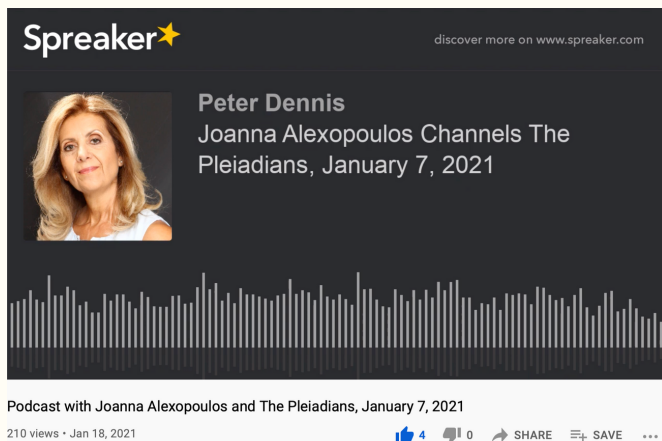 Spreaker
discover more on www.spreaker.com
Peter Dennis
Joanna Alexopoulos Channels The
Pleiadians, January 7, 2021
Podcast with Joanna Alexopoulos and The Pleiadians, January 7, 2021
210 views • Jan 18, 2021
4
0
SHARE
SAVE